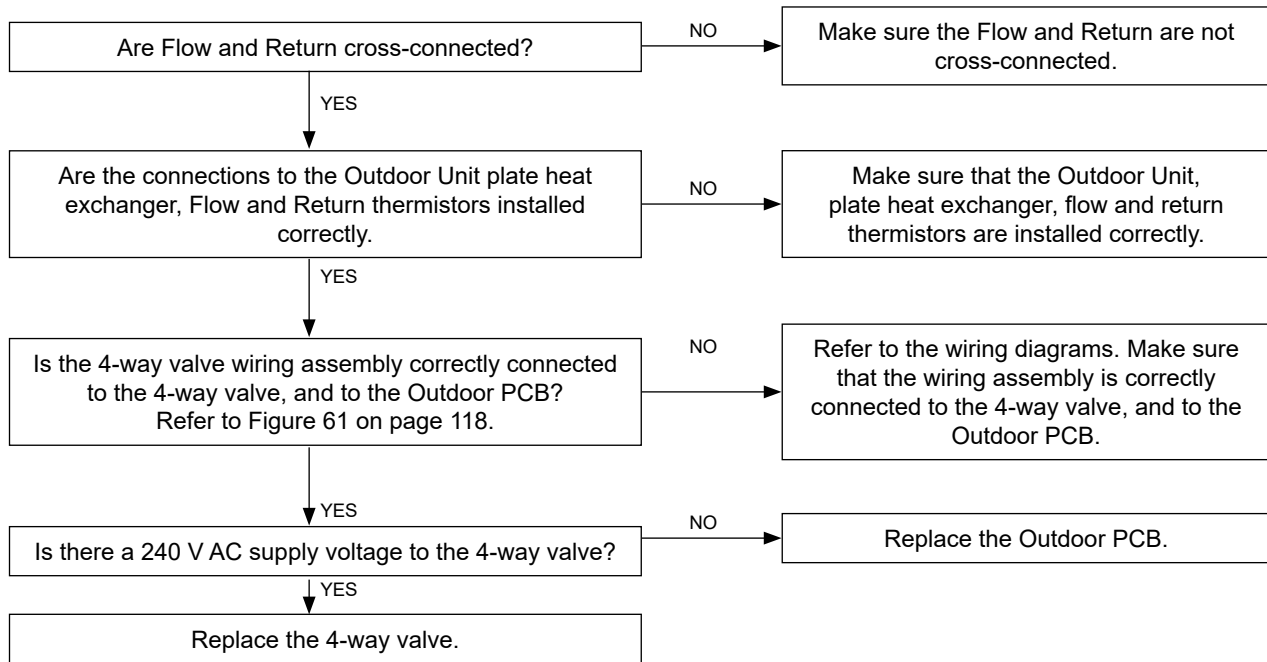 Are Flow and Return cross-connected?
NO
Make sure the Flow and Return are not
cross-connected.
YES
Are the connections to the Outdoor Unit plate heat
exchanger, Flow and Return thermistors installed
correctly.
NO
Make sure that the Outdoor Unit,
plate heat exchanger, flow and return
thermistors are installed correctly.
YES
Is the 4-way valve wiring assembly correctly connected
to the 4-way valve, and to the Outdoor PCB?
Refer to Figure 61 on page 118.
NO
Refer to the wiring diagrams. Make sure
that the wiring assembly is correctly
connected to the 4-way valve, and to the
Outdoor PCB.
YES
Is there a 240 V AC supply voltage to the 4-way valve?
NO
Replace the Outdoor PCB.
YES
Replace the 4-way valve.